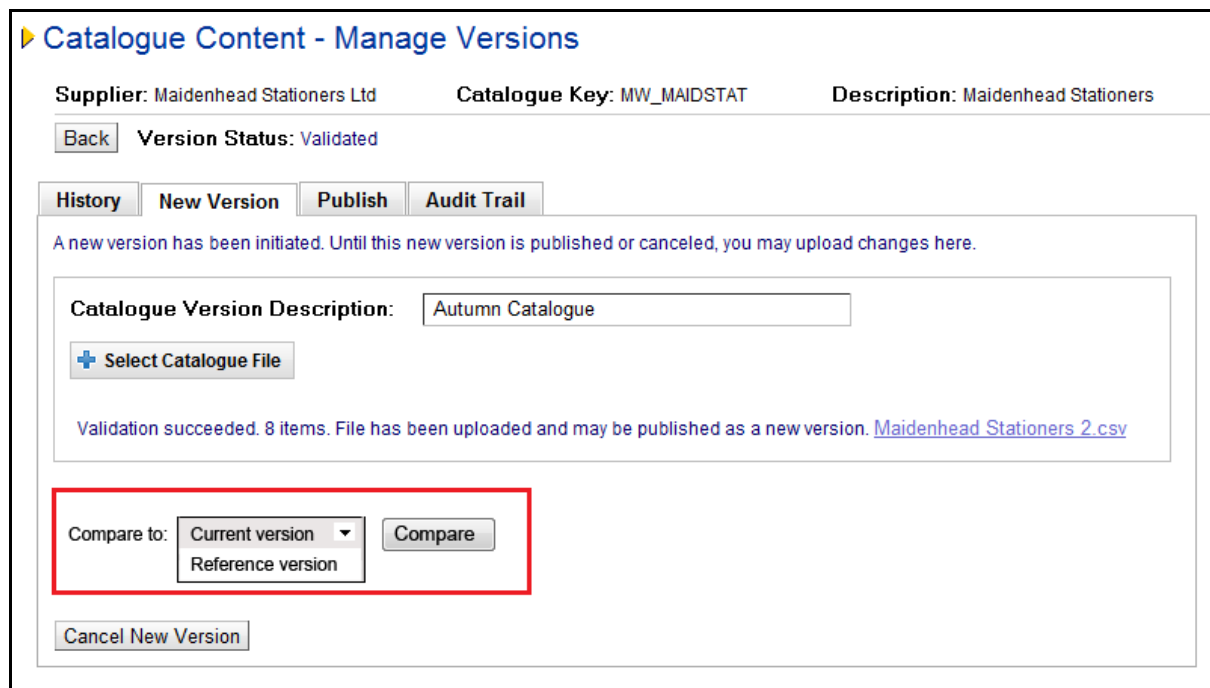 Catalogue Content - Manage Versions
Supplier: Maidenhead Stationers Ltd Catalogue Key: MW_MAIDSTAT Description: Maidenhead Stationers
Back Version Status: Validated
History New Version Publish Audit Trail
A new version has been initiated. Until this new version is published or canceled, you may upload changes here.
Catalogue Version Description: Autumn Catalogue
Select Catalogue File
Validation succeeded. 8 items. File has been uploaded and may be published as a new version. Maidenhead Stationers 2.csv
Compare to: Current version Compare
Reference version
Cancel New Version